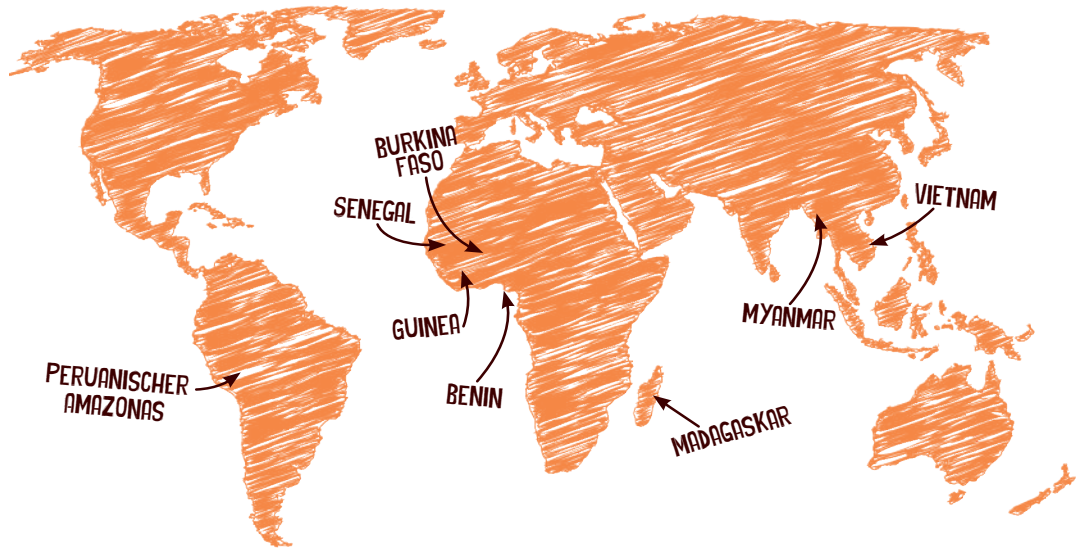 BURKINA
FASO
SENEGAL
VIETNAM
GUINEA
MYANMAR
PERUANISCHER
AMAZONAS
BENIN
MADAGASKAR